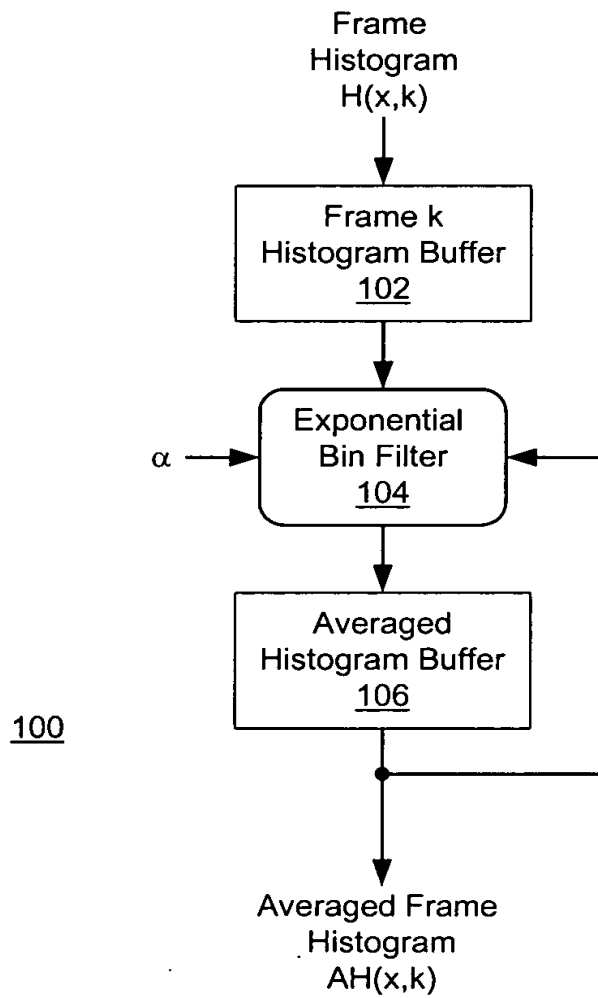 Frame
Histogram
H(x,k)
Frame k
Histogram Buffer
102
Exponential
Bin Filter
104
α
Averaged
Histogram Buffer
106
100
Averaged Frame
Histogram
AH(x,k)